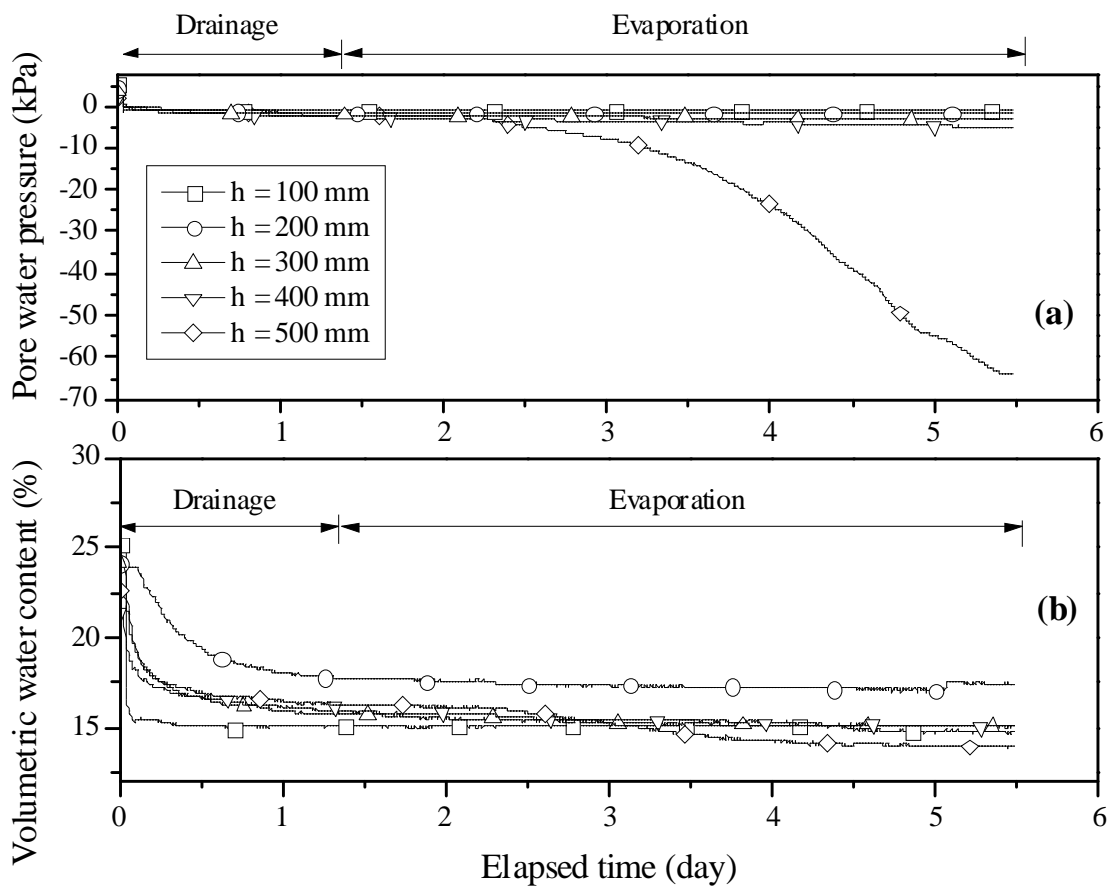 Drainage Evaporation
Pore water pressure (kPa)
0
-10
-20
-30
-40
-50
-60
-70
h = 100 mm
h = 200 mm
h = 300 mm
h = 400 mm
h = 500 mm
(a)
0 1 2 3 4 5 6
Volumetric water content (%)
30
25
20
15
Drainage Evaporation
(b)
0 1 2 3 4 5 6
Elapsed time (day)